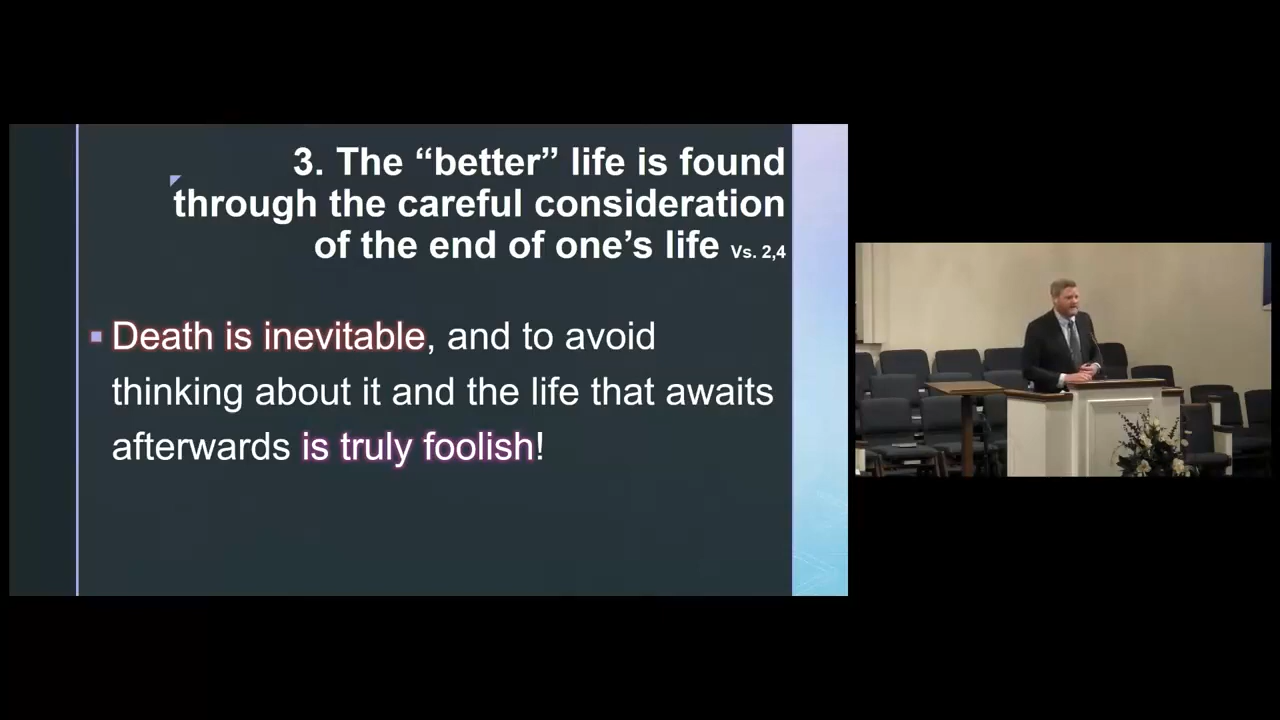 3. The “better” life is found
through the careful consideration
of the end of one’s life Vs. 2,4
▪ Death is inevitable, and to avoid
thinking about it and the life that awaits
afterwards is truly foolish!